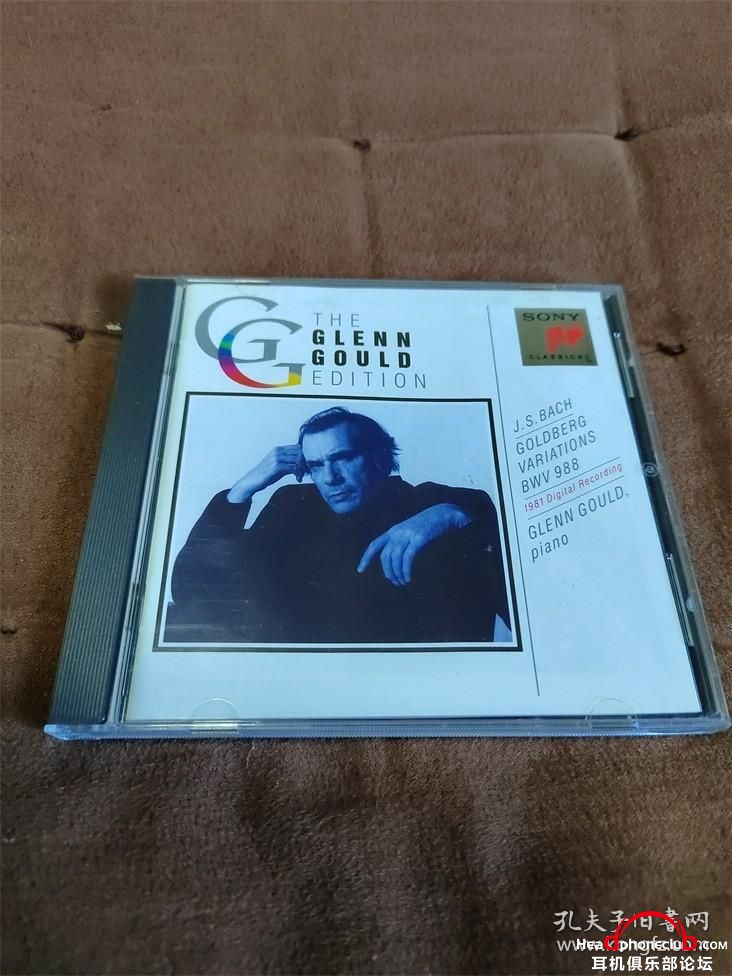 THE
GLENN
GOULD
EDITION
SONY
CLASSICAL
J.S. BACH
GOLDBERG
VARIATIONS
BWV 988
1981 Digital Recording
GLENN GOULD,
piano
孔夫子旧书网
耳机俱乐部论坛